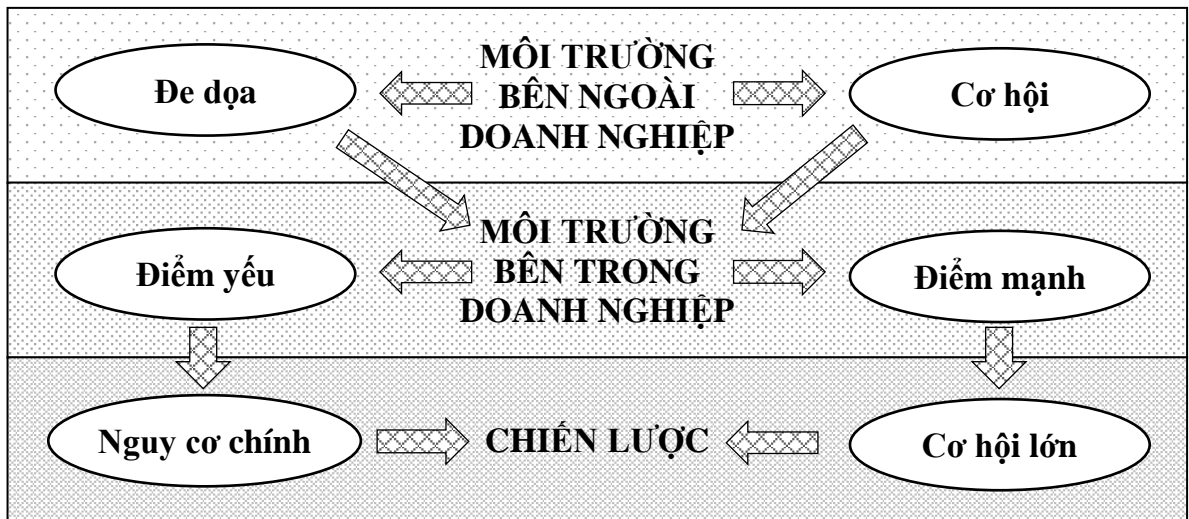 MÔI TRƯỜNG
BÊN NGOÀI
DOANH NGHIỆP
Đe dọa
Cơ hội
MÔI TRƯỜNG
BÊN TRONG
DOANH NGHIỆP
Điểm yếu
Điểm mạnh
Nguy cơ chính
CHIẾN LƯỢC
Cơ hội lớn